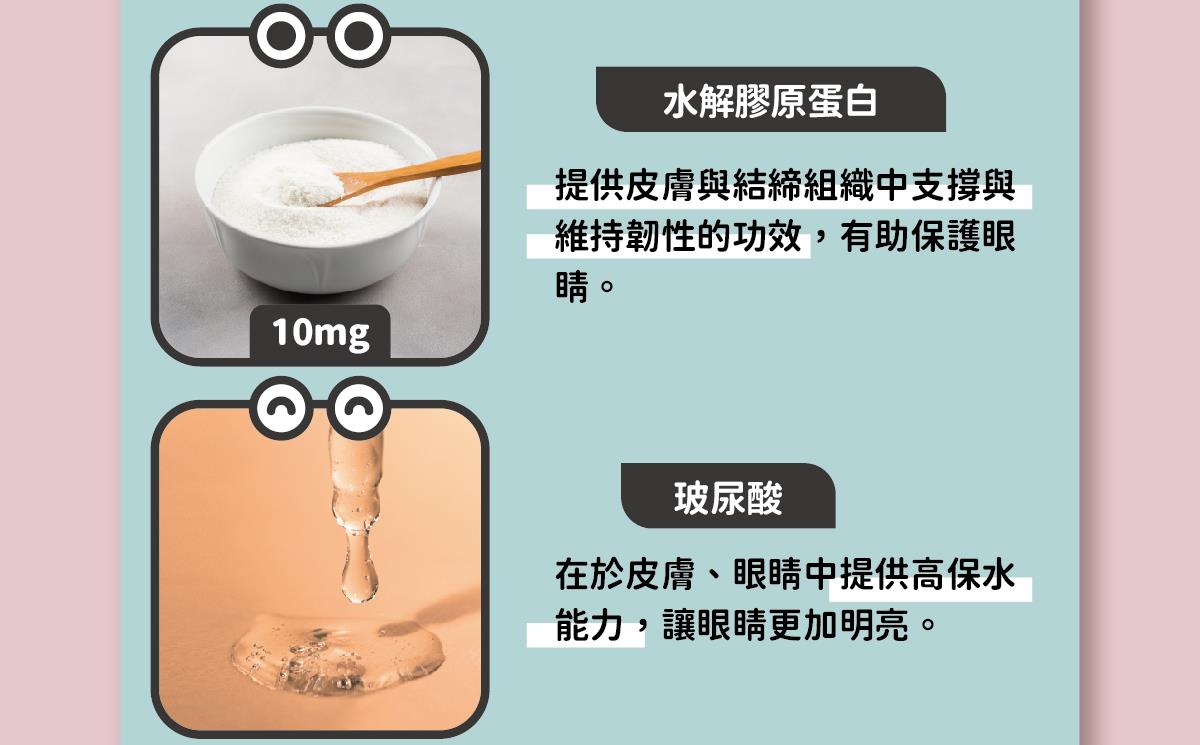 水解膠原蛋白
提供皮膚與結締組織中支撐與
維持韌性的功效，有助保護眼
睛。
10mg
玻尿酸
在於皮膚、眼睛中提供高保水
能力，讓眼睛更加明亮。